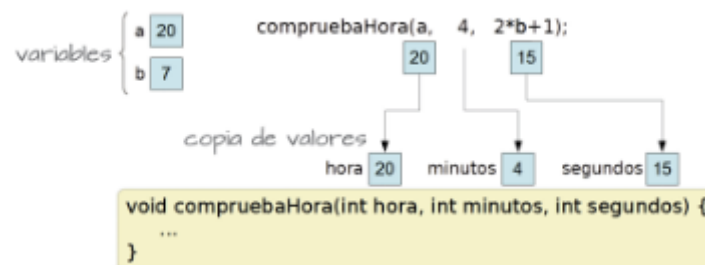 variables
a 20
b 7
compruebaHora(a, 4, 2*b+1);
20 15
copia de valores
hora 20 minutos 4 segundos 15
void compruebaHora(int hora, int minutos, int segundos) {
...
}